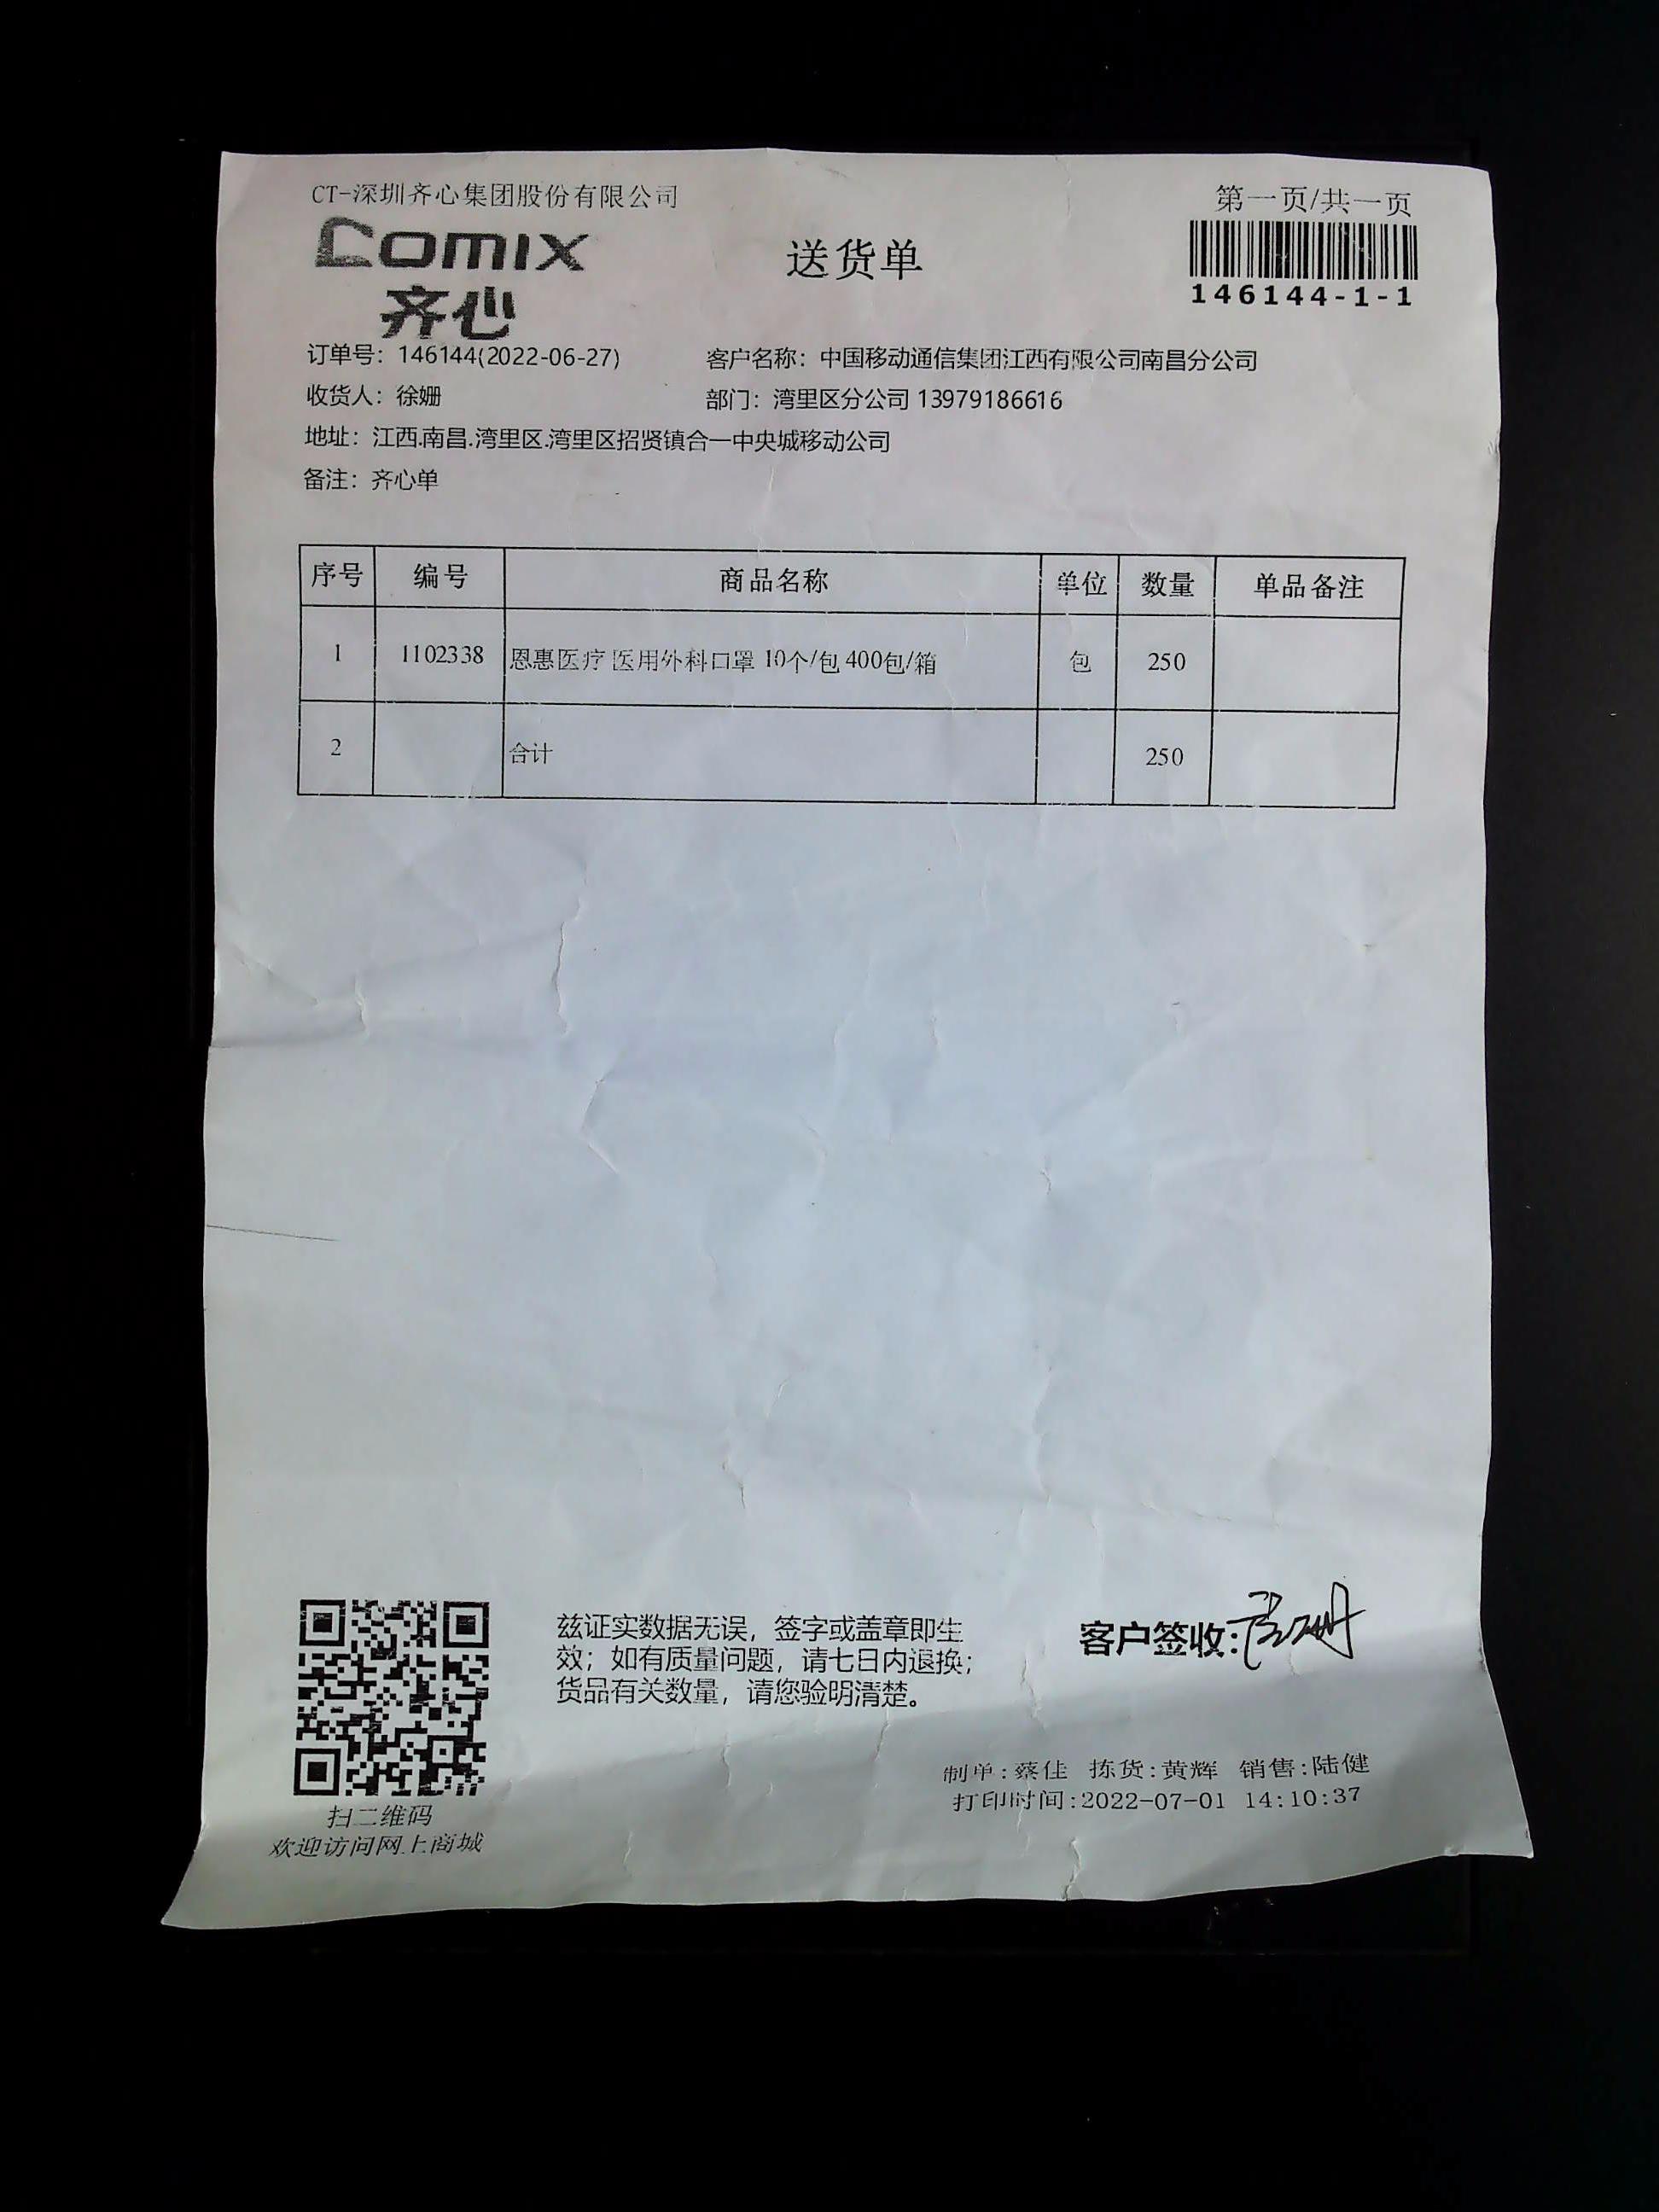 CT-深圳齐心集团股份有限公司
第一页/共一页
comix
齐心
送货单
146144-1-1
订单号：146144(2022-06-27) 客户名称：中国移动通信集团江西有限公司南昌分公司
收货人：徐姗 部门：湾里区分公司 13979186616
地址：江西.南昌.湾里区.湾里区招贤镇合一中央城移动公司
备注：齐心单
序号 编号 商品名称 单位 数量 单品备注
1 1102338 恩惠医疗 医用外科口罩 10个/包 400包/箱 包 250
2 合计 250
兹证实数据无误，签字或盖章即生
效；如有质量问题，请七日内退换；
货品有关数量，请您验明清楚。
客户签收:
制单:蔡佳 拣货:黄辉 销售:陆健
打印时间:2022-07-01 14:10:37
扫二维码
欢迎访问网上商城